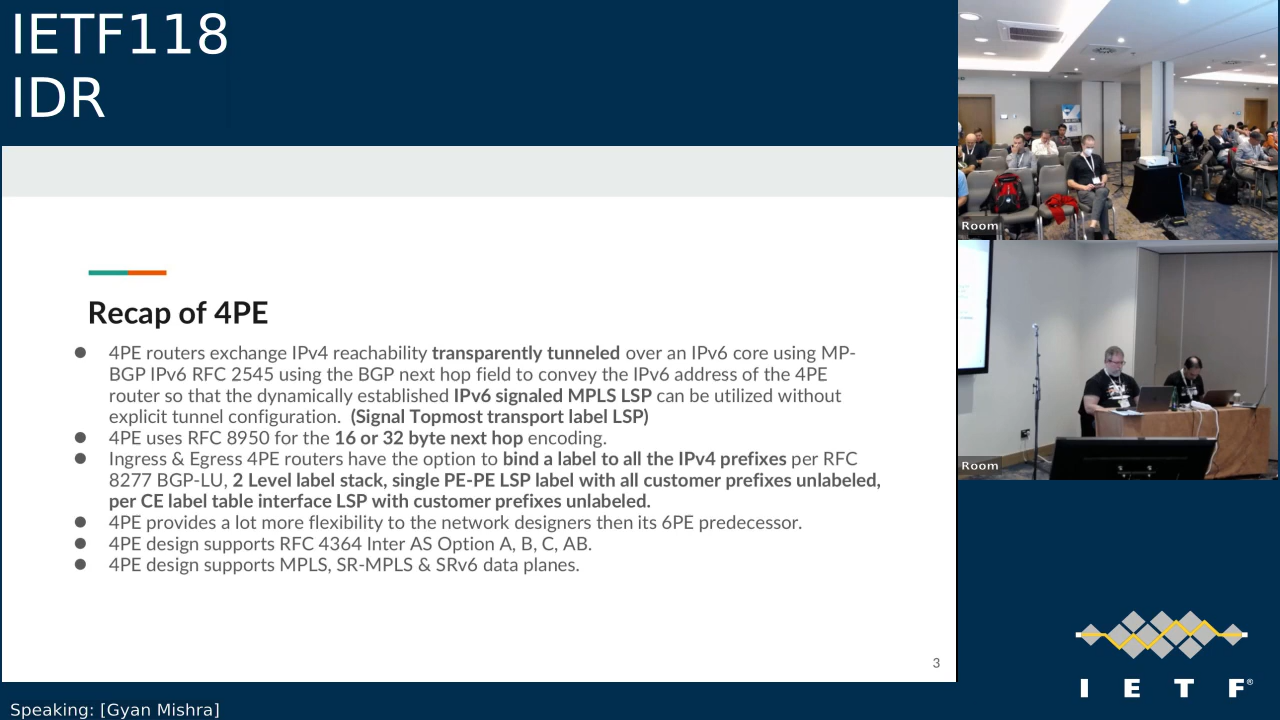 IETF118
IDR
Recap of 4PE
● 4PE routers exchange IPv4 reachability transparently tunneled over an IPv6 core using MP-
BGP IPv6 RFC 2545 using the BGP next hop field to convey the IPv6 address of the 4PE
router so that the dynamically established IPv6 signaled MPLS LSP can be utilized without
explicit tunnel configuration. (Signal Topmost transport label LSP)
● 4PE uses RFC 8950 for the 16 or 32 byte next hop encoding.
● Ingress & Egress 4PE routers have the option to bind a label to all the IPv4 prefixes per RFC
8277 BGP-LU, 2 Level label stack, single PE-PE LSP label with all customer prefixes unlabeled,
per CE label table interface LSP with customer prefixes unlabeled.
● 4PE provides a lot more flexibility to the network designers then its 6PE predecessor.
● 4PE design supports RFC 4364 Inter AS Option A, B, C, AB.
● 4PE design supports MPLS, SR-MPLS & SRv6 data planes.
3
Room
Room
I E T F®
Speaking: [Gyan Mishra]